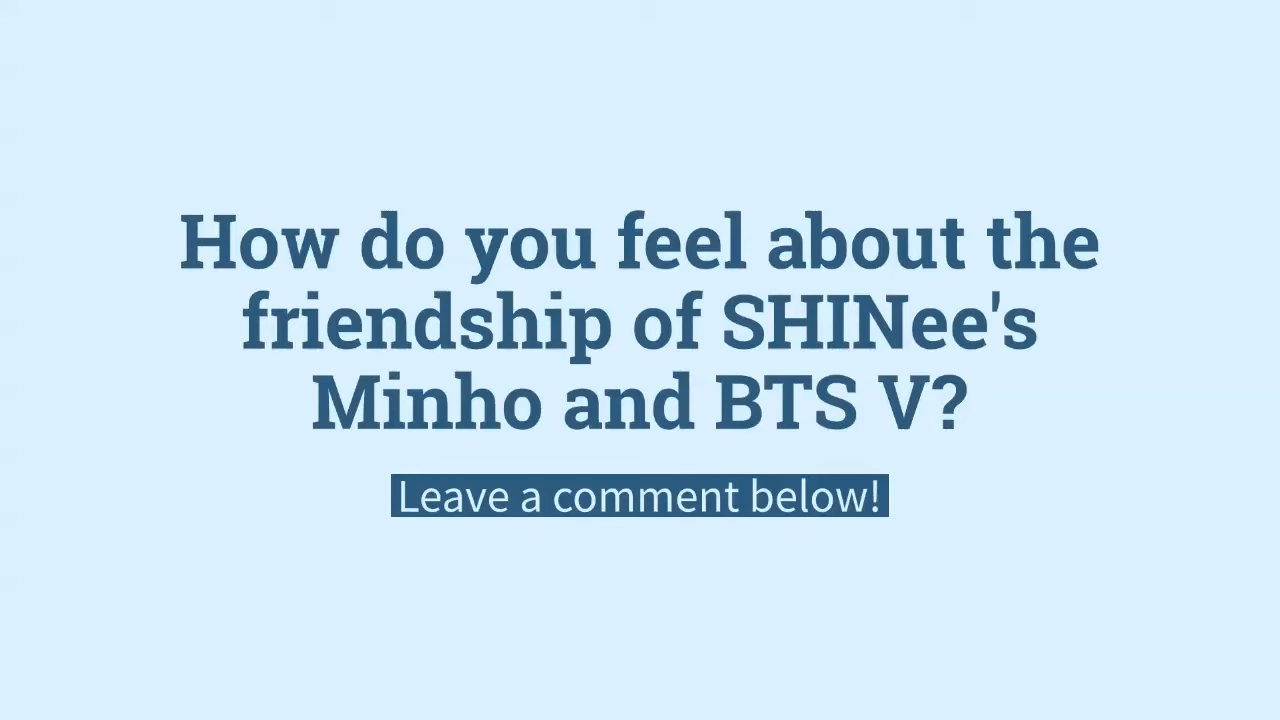 How do you feel about the
friendship of SHINee's
Minho and BTS V?
Leave a comment below!